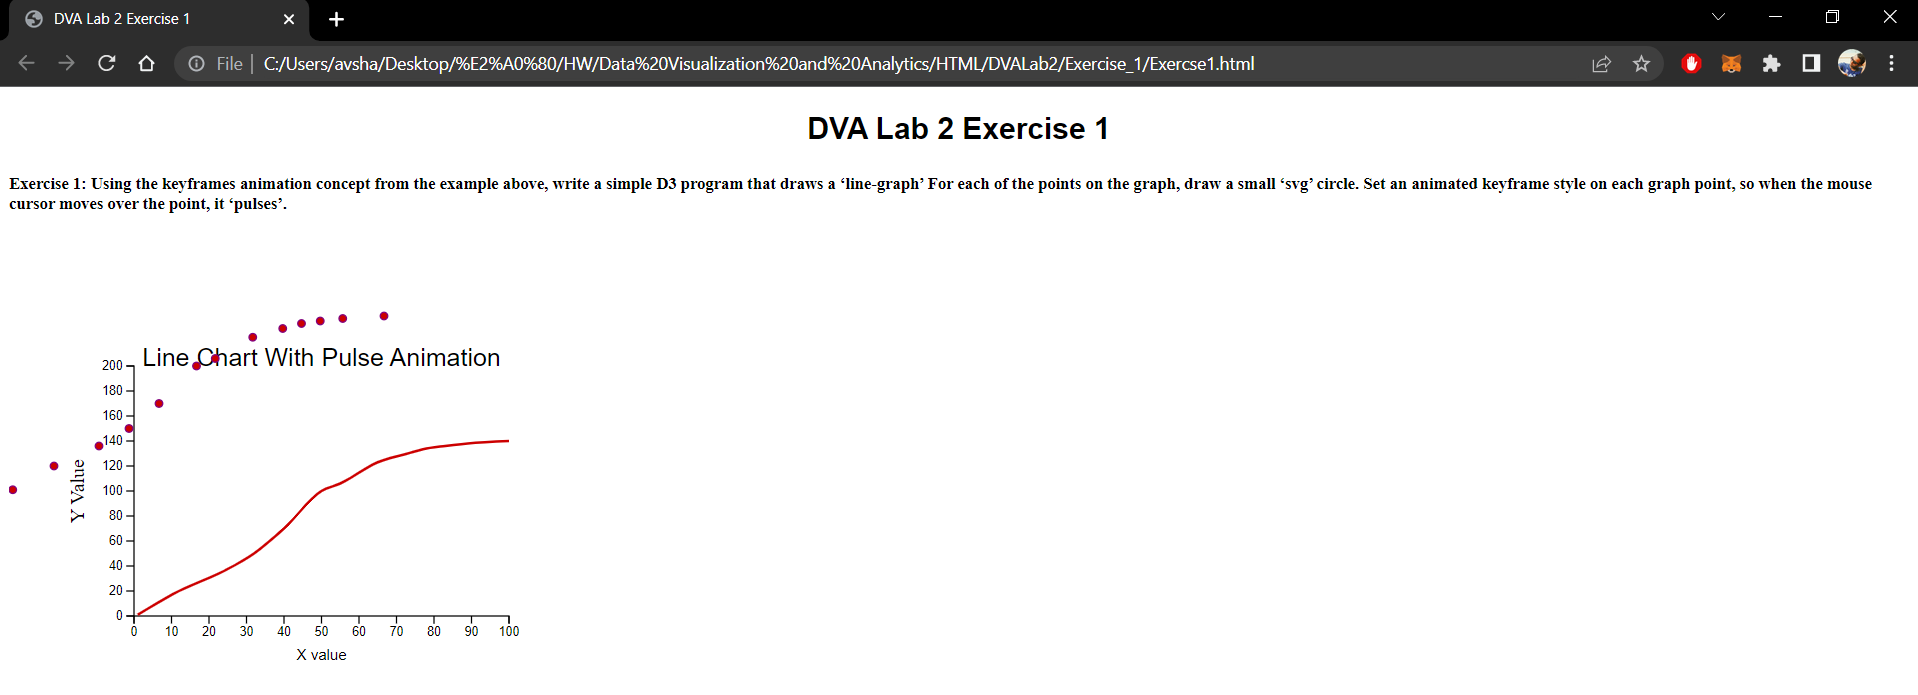 DVA Lab 2 Exercise 1
File | C:/Users/avsha/Desktop/%E2%A0%80/HW/Data%20Visualization%20and%20Analytics/HTML/DVALab2/Exercise_1/Exercse1.html
DVA Lab 2 Exercise 1
Exercise 1: Using the keyframes animation concept from the example above, write a simple D3 program that draws a ‘line-graph’ For each of the points on the graph, draw a small ‘svg’ circle. Set an animated keyframe style on each graph point, so when the mouse
cursor moves over the point, it ‘pulses’.
Line Chart With Pulse Animation
200
180
160
140
120
100
80
60
40
20
0
Y Value
0 10 20 30 40 50 60 70 80 90 100
X value